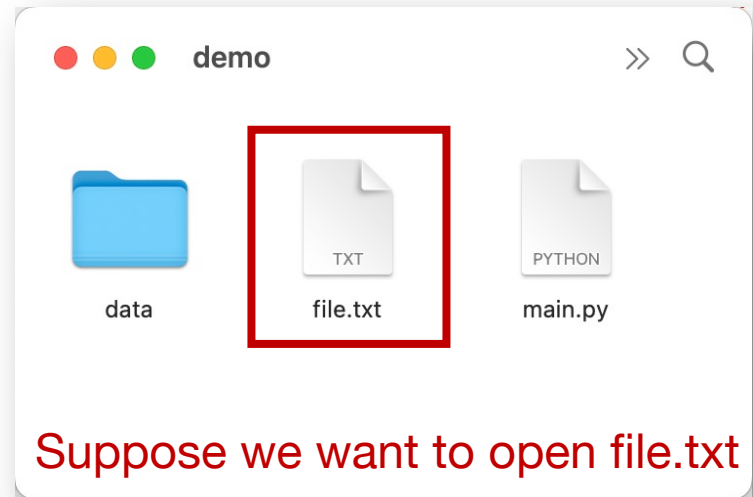 demo
TXT
PYTHON
data
file.txt
main.py
Suppose we want to open file.txt